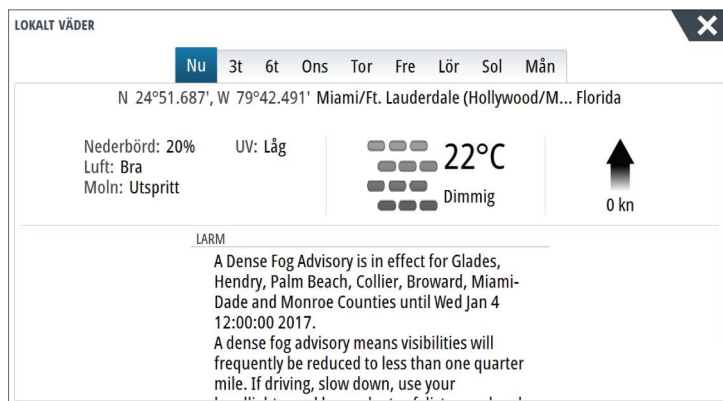 LOKALT VÄDER
Nu 3t 6t Ons Tor Fre Lör Sol Mån
N 24°51.687', W 79°42.491' Miami/Ft. Lauderdale (Hollywood/M... Florida
Nederbörd: 20% UV: Låg
Luft: Bra
Moln: Utspritt
22°C
Dimmig
0 kn
LARM
A Dense Fog Advisory is in effect for Glades,
Hendry, Palm Beach, Collier, Broward, Miami-
Dade and Monroe Counties until Wed Jan 4
12:00:00 2017.
A dense fog advisory means visibilities will
frequently be reduced to less than one quarter
mile. If driving, slow down, use your